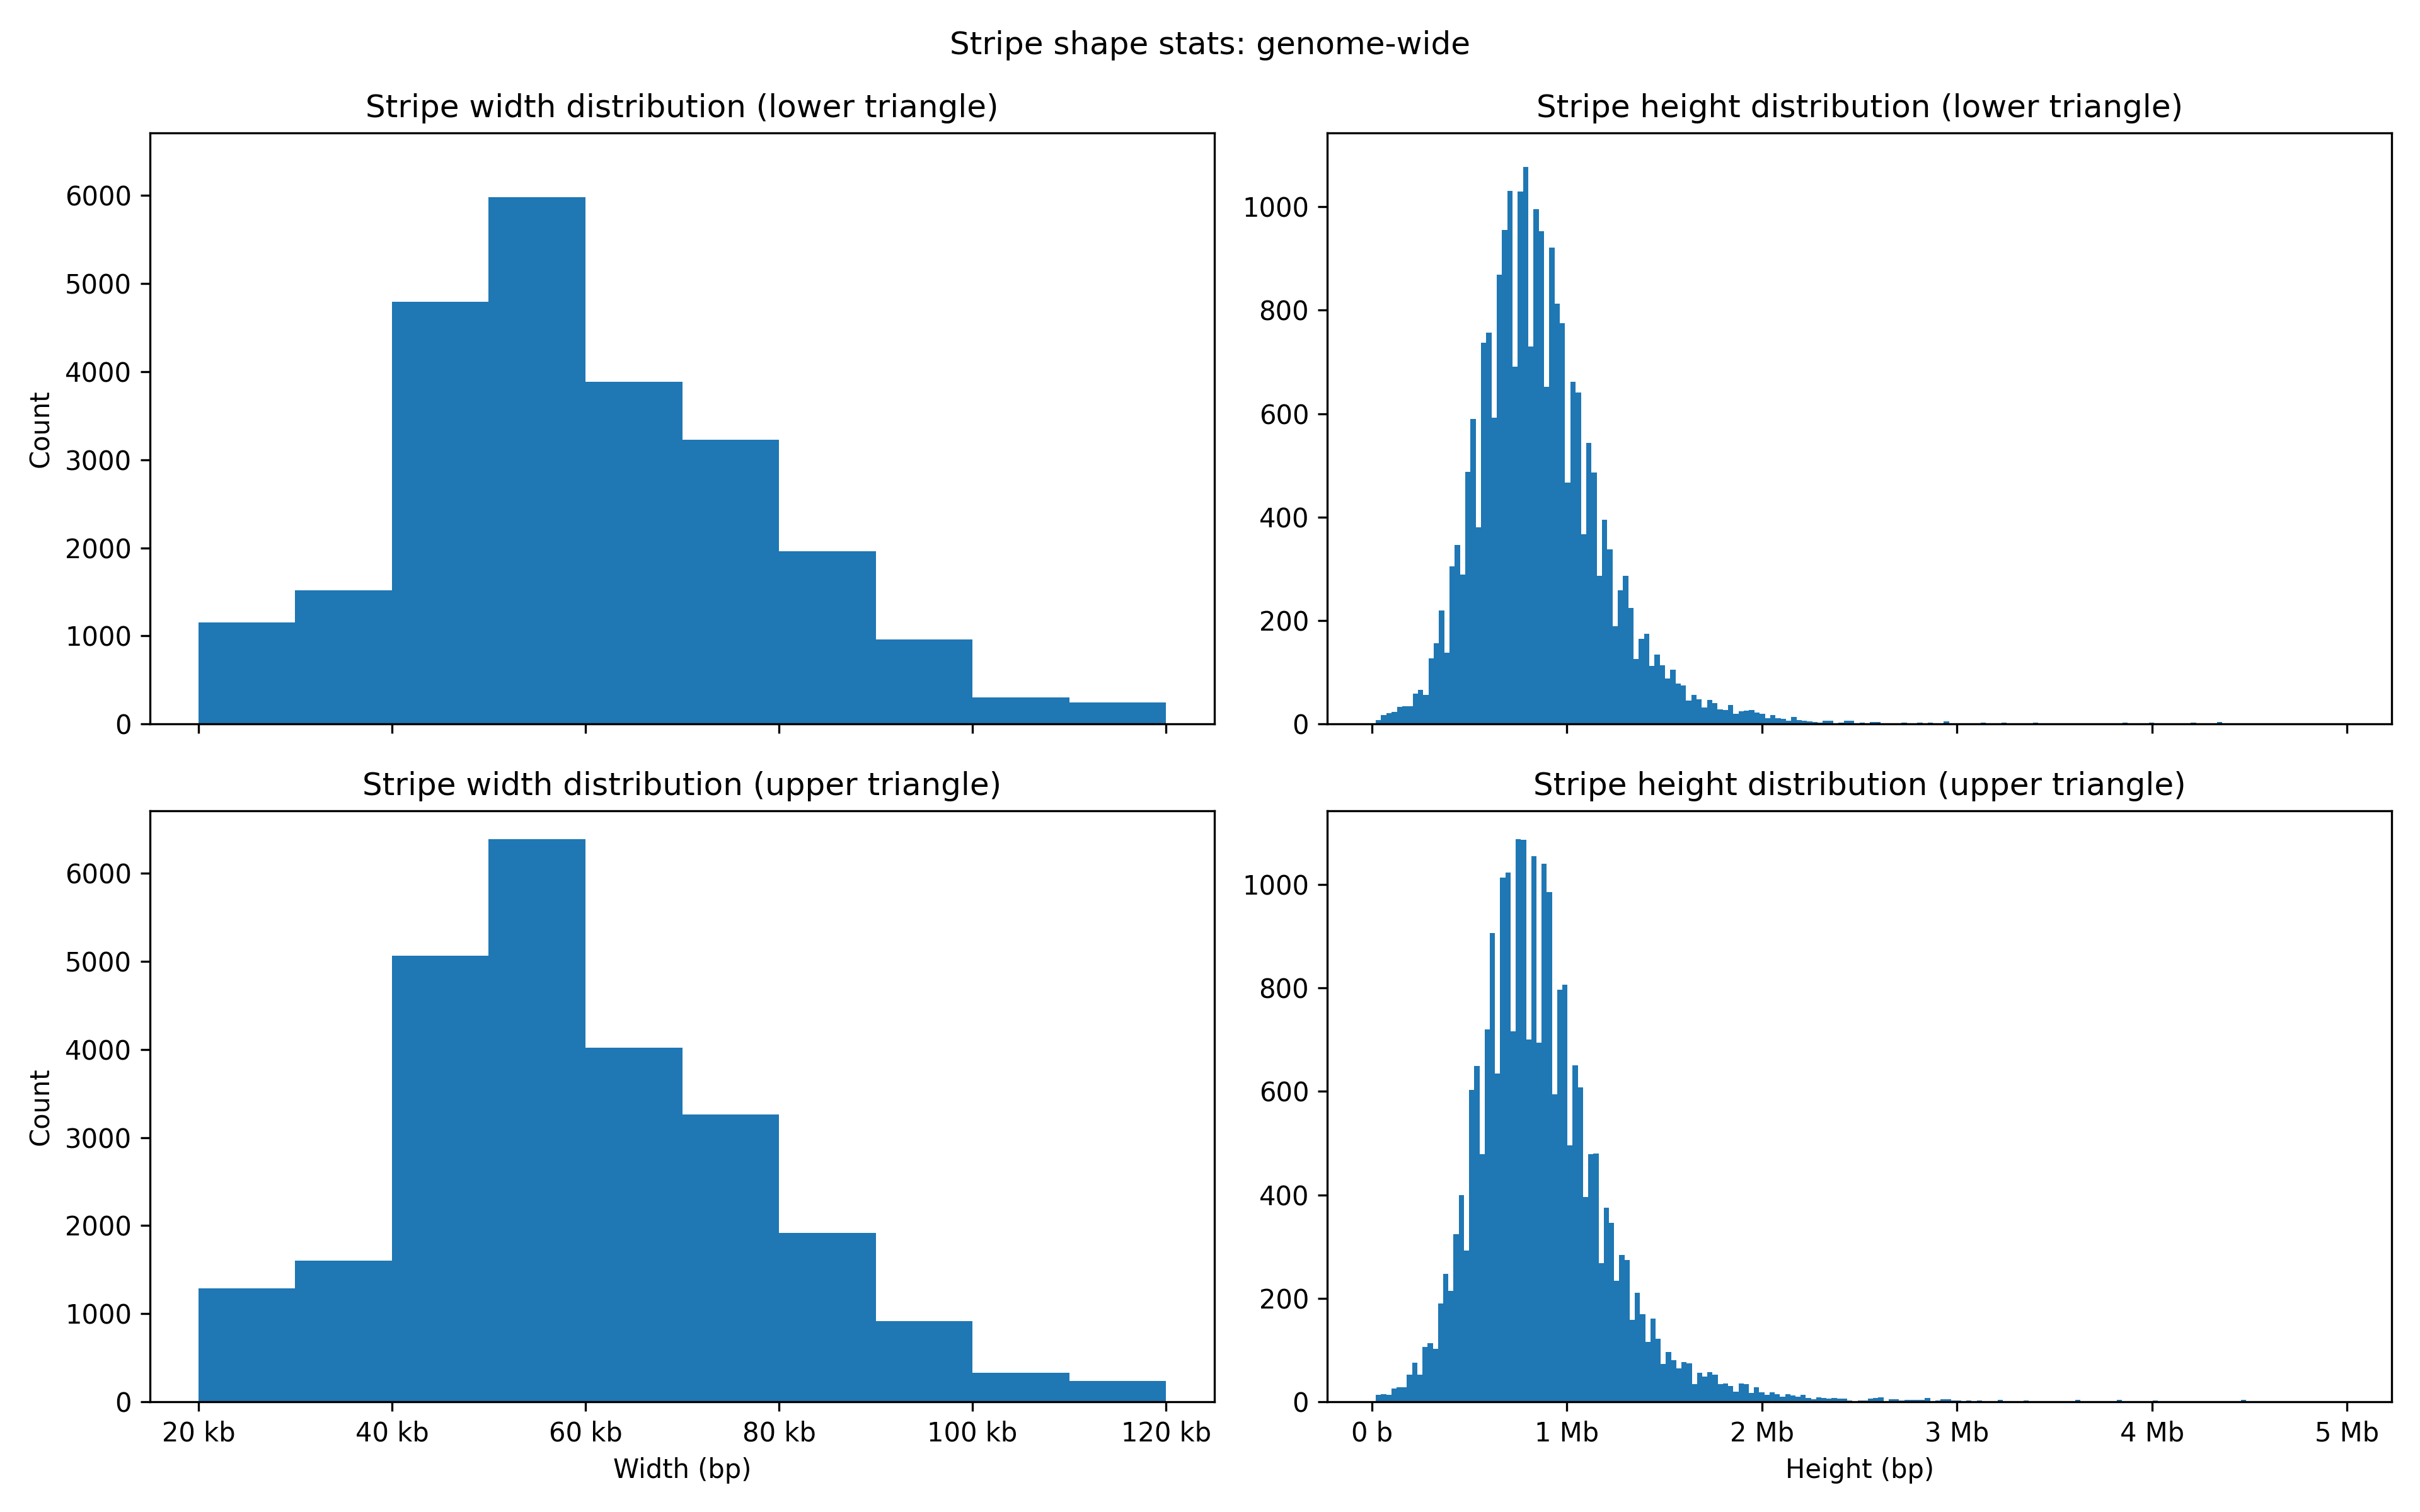 Stripe shape stats: genome-wide
Stripe width distribution (lower triangle)
Stripe height distribution (lower triangle)
Count
6000
5000
4000
3000
2000
1000
0
1000
800
600
400
200
0
Stripe width distribution (upper triangle)
Stripe height distribution (upper triangle)
Count
6000
5000
4000
3000
2000
1000
0
20 kb
40 kb
60 kb
80 kb
100 kb
120 kb
Width (bp)
1000
800
600
400
200
0
0 b
1 Mb
2 Mb
3 Mb
4 Mb
5 Mb
Height (bp)